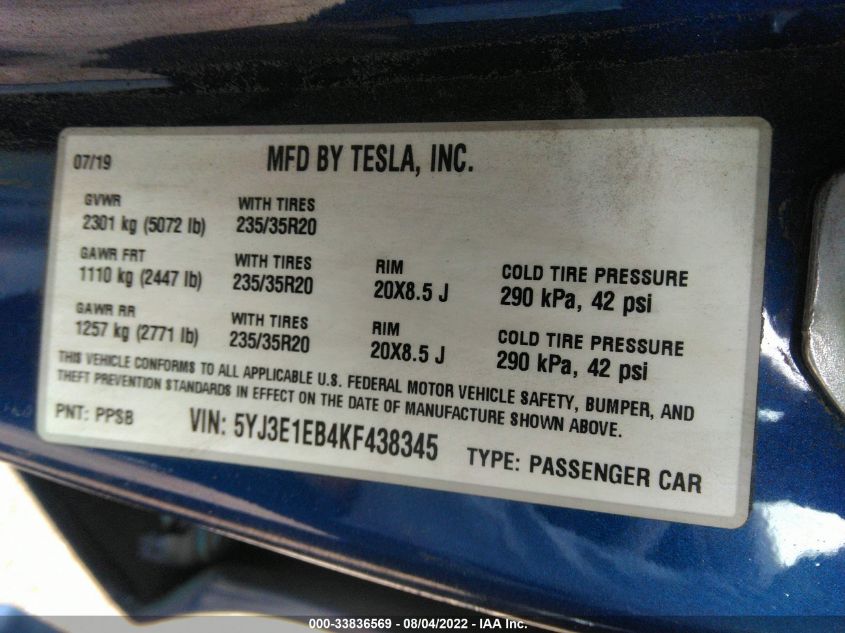 07/19 MFD BY TESLA, INC.
GVWR WITH TIRES
2301 kg (5072 lb) 235/35R20
GAWR FRT WITH TIRES RIM COLD TIRE PRESSURE
1110 kg (2447 lb) 235/35R20 20X8.5 J 290 kPa, 42 psi
GAWR RR WITH TIRES RIM COLD TIRE PRESSURE
1257 kg (2771 lb) 235/35R20 20X8.5 J 290 kPa, 42 psi
THIS VEHICLE CONFORMS TO ALL APPLICABLE U.S. FEDERAL MOTOR VEHICLE SAFETY, BUMPER, AND
THEFT PREVENTION STANDARDS IN EFFECT ON THE DATE OF MANUFACTURE SHOWN ABOVE.
PNT: PPSB VIN: 5YJ3E1EB4KF438345 TYPE: PASSENGER CAR
000-33836569 - 08/04/2022 - IAA Inc.